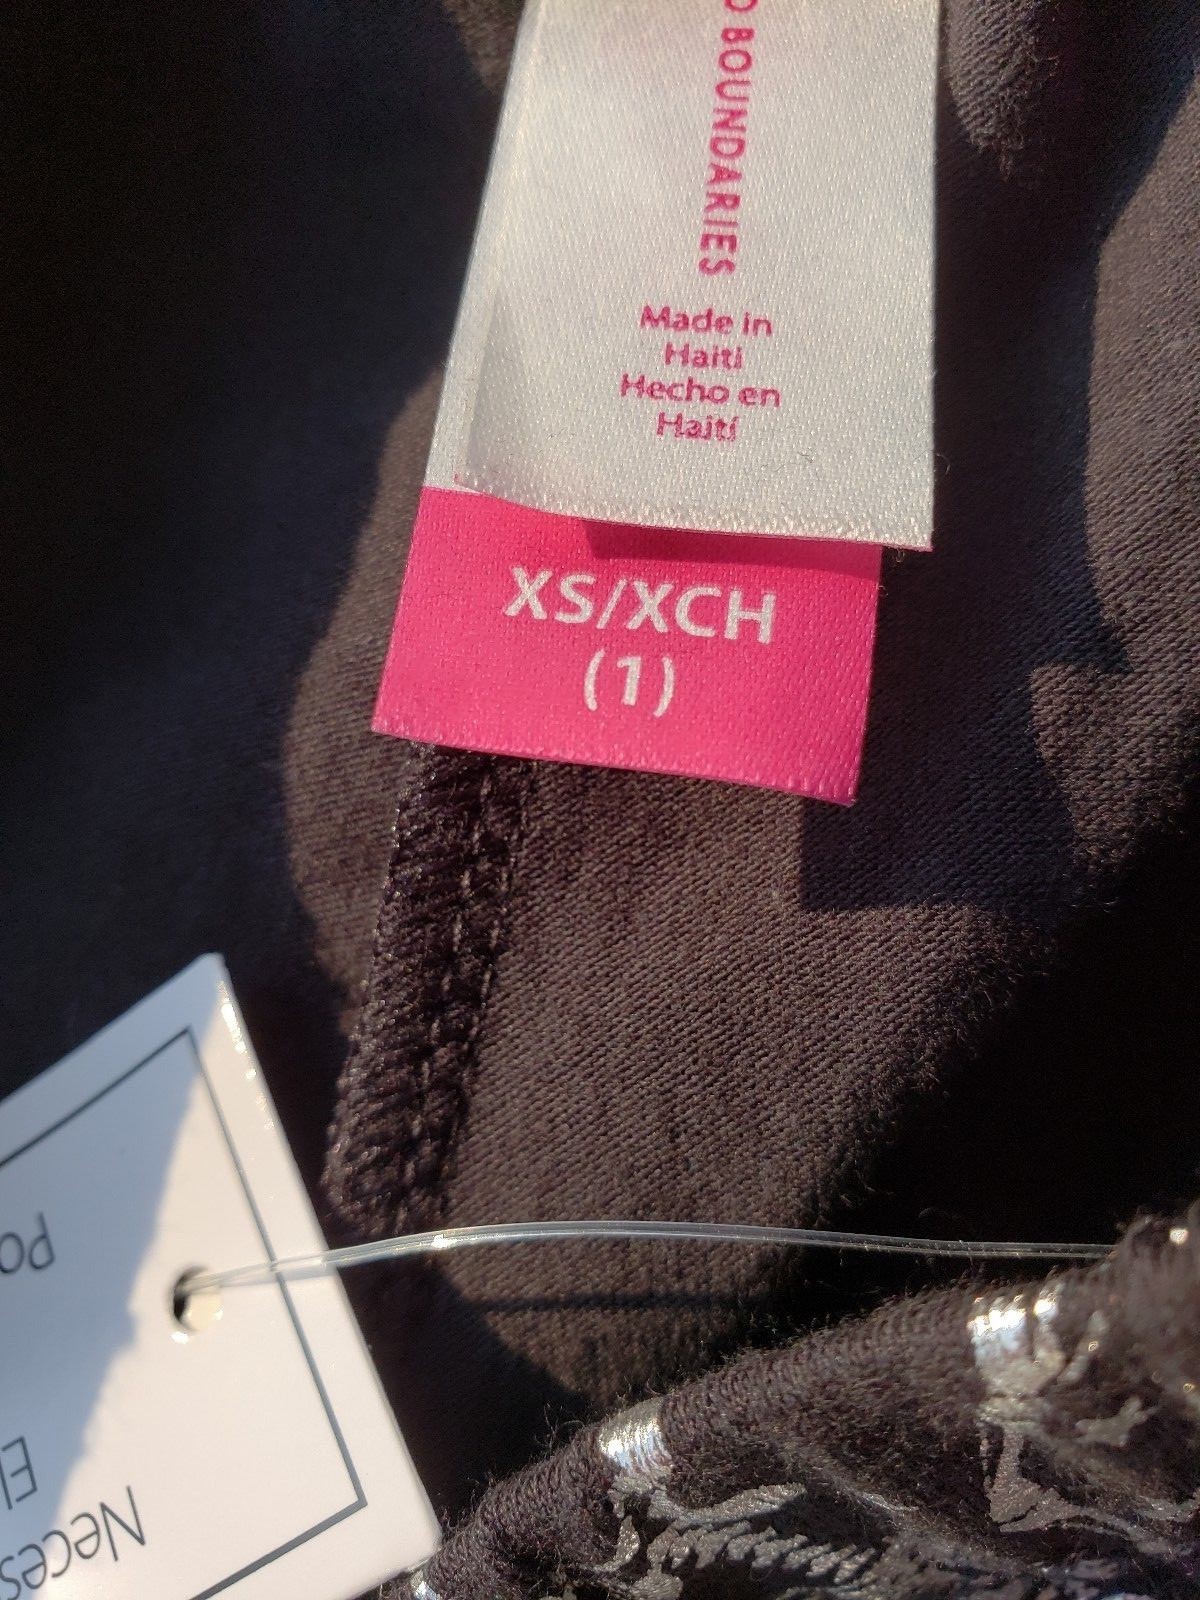 O BOUNDARIES
Made in
Haiti
Hecho en
Haití
XS/XCH
(1)
Po
El
Neces